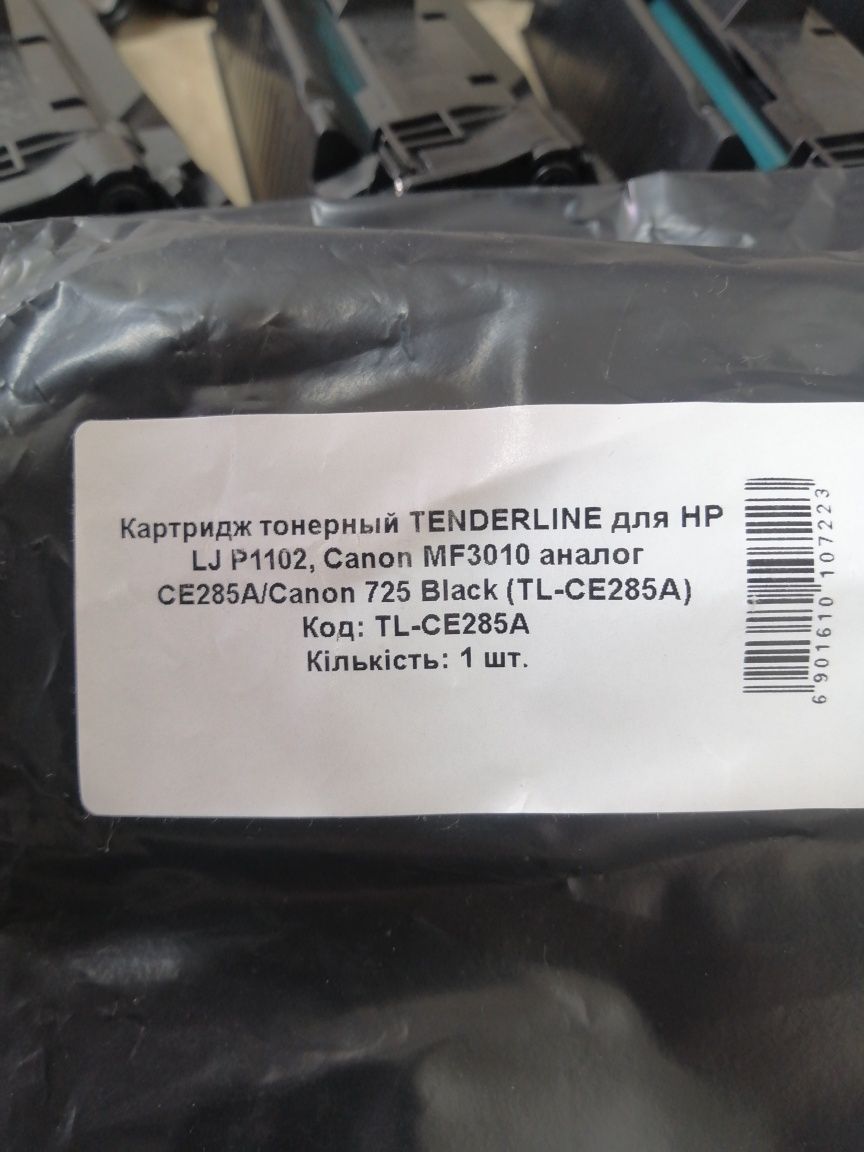 Картридж тонерный TENDERLINE для HP
LJ P1102, Canon MF3010 аналог
CE285A/Canon 725 Black (TL-CE285A)
Код: TL-CE285A
Кількість: 1 шт.
6 901610 107223